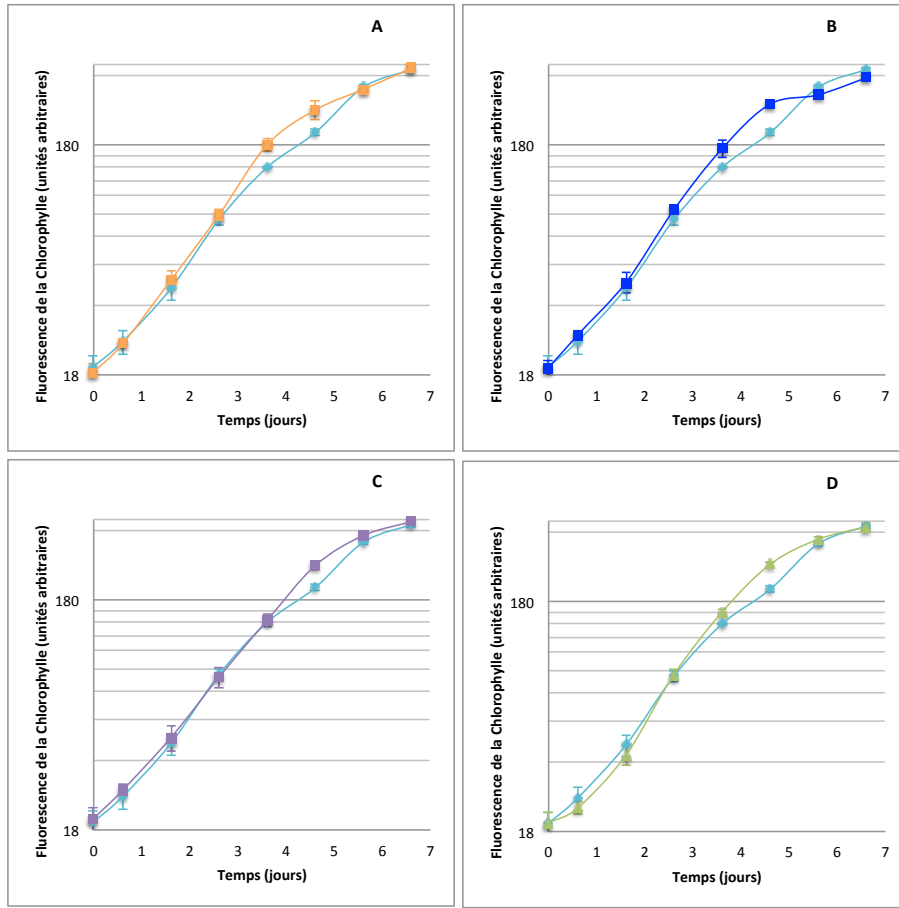 A
Fluorescence de la Chlorophylle (unités arbitraires)
180
18
0 1 2 3 4 5 6 7
Temps (jours)
B
Fluorescence de la Chlorophylle (unités arbitraires)
180
18
0 1 2 3 4 5 6 7
Temps (jours)
C
Fluorescence de la Chlorophylle (unités arbitraires)
180
18
0 1 2 3 4 5 6 7
Temps (jours)
D
Fluorescence de la Chlorophylle (unités arbitraires)
180
18
0 1 2 3 4 5 6 7
Temps (jours)